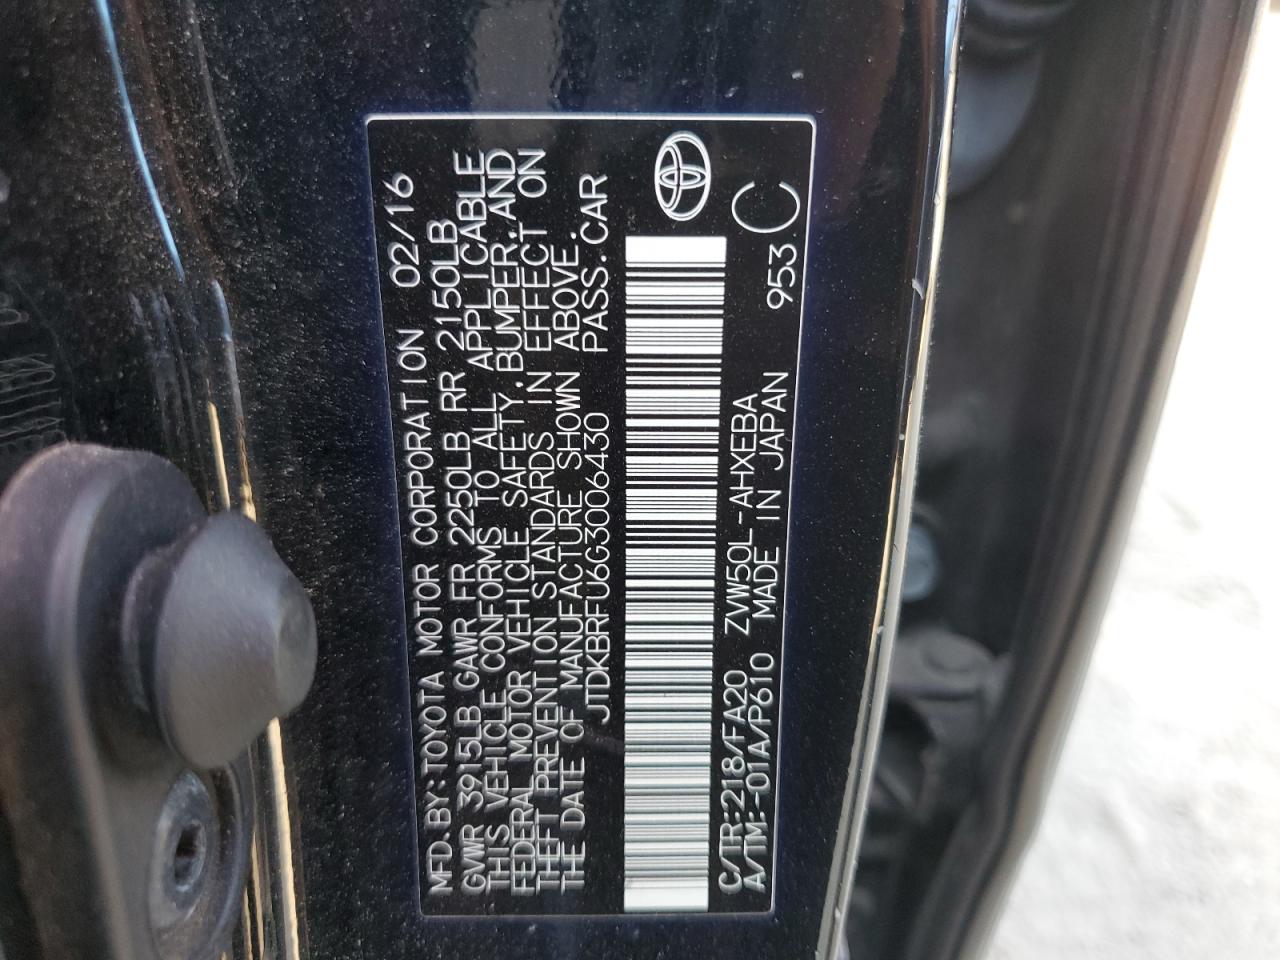 MFD. BY: TOYOTA MOTOR CORPORATION 02/16
GVWR 3915LB GAWR FR 2250LB RR 2150LB
THIS VEHICLE CONFORMS TO ALL APPLICABLE
FEDERAL MOTOR VEHICLE SAFETY, BUMPER, AND
THEFT PREVENTION STANDARDS IN EFFECT ON
THE DATE OF MANUFACTURE SHOWN ABOVE.
JTDKBRFU6G3006430 PASS. CAR
C/TR: 218/FA20 ZVW50L-AHXEBA
A/TM: -01A/P610 MADE IN JAPAN 953 C